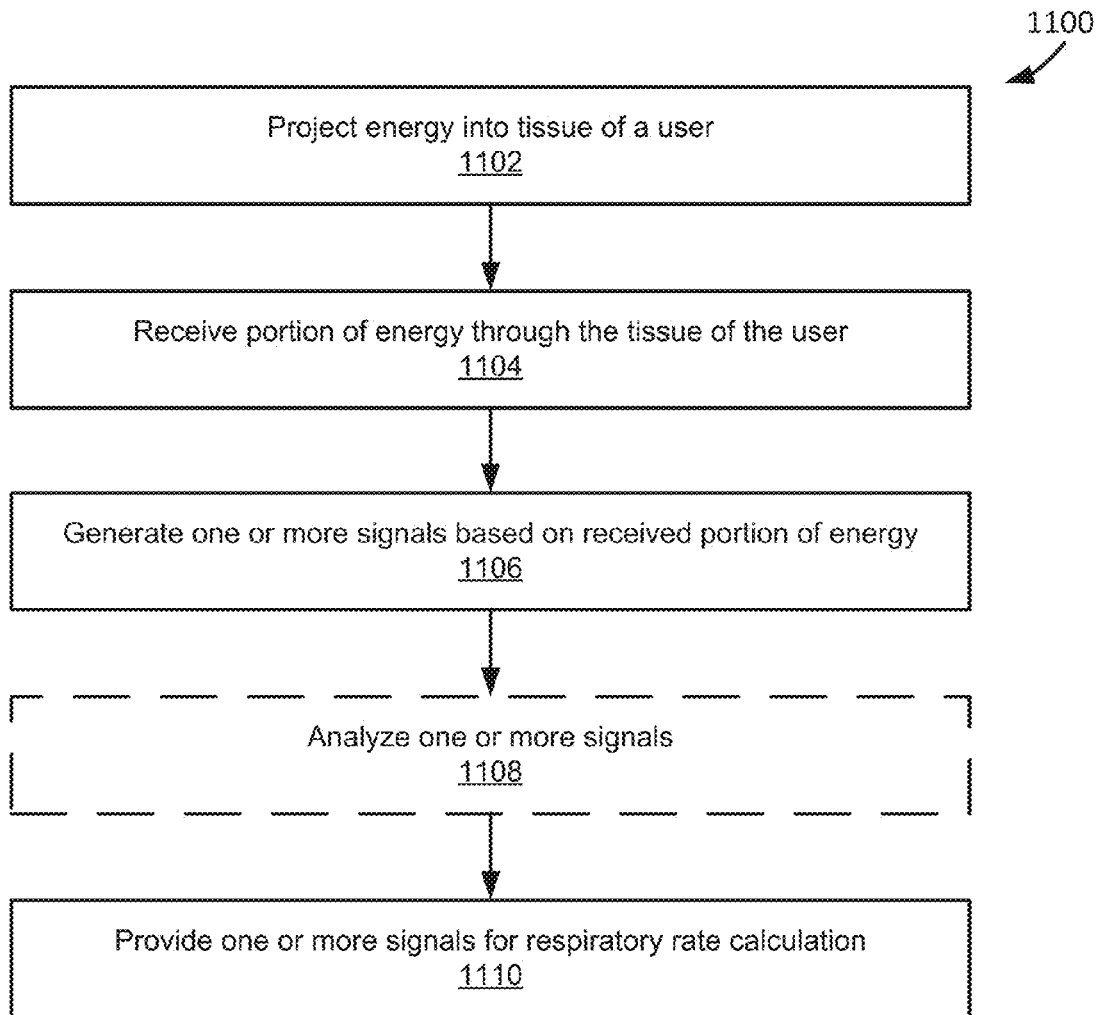 1100
Project energy into tissue of a user
1102
Receive portion of energy through the tissue of the user
1104
Generate one or more signals based on received portion of energy
1106
Analyze one or more signals
1108
Provide one or more signals for respiratory rate calculation
1110